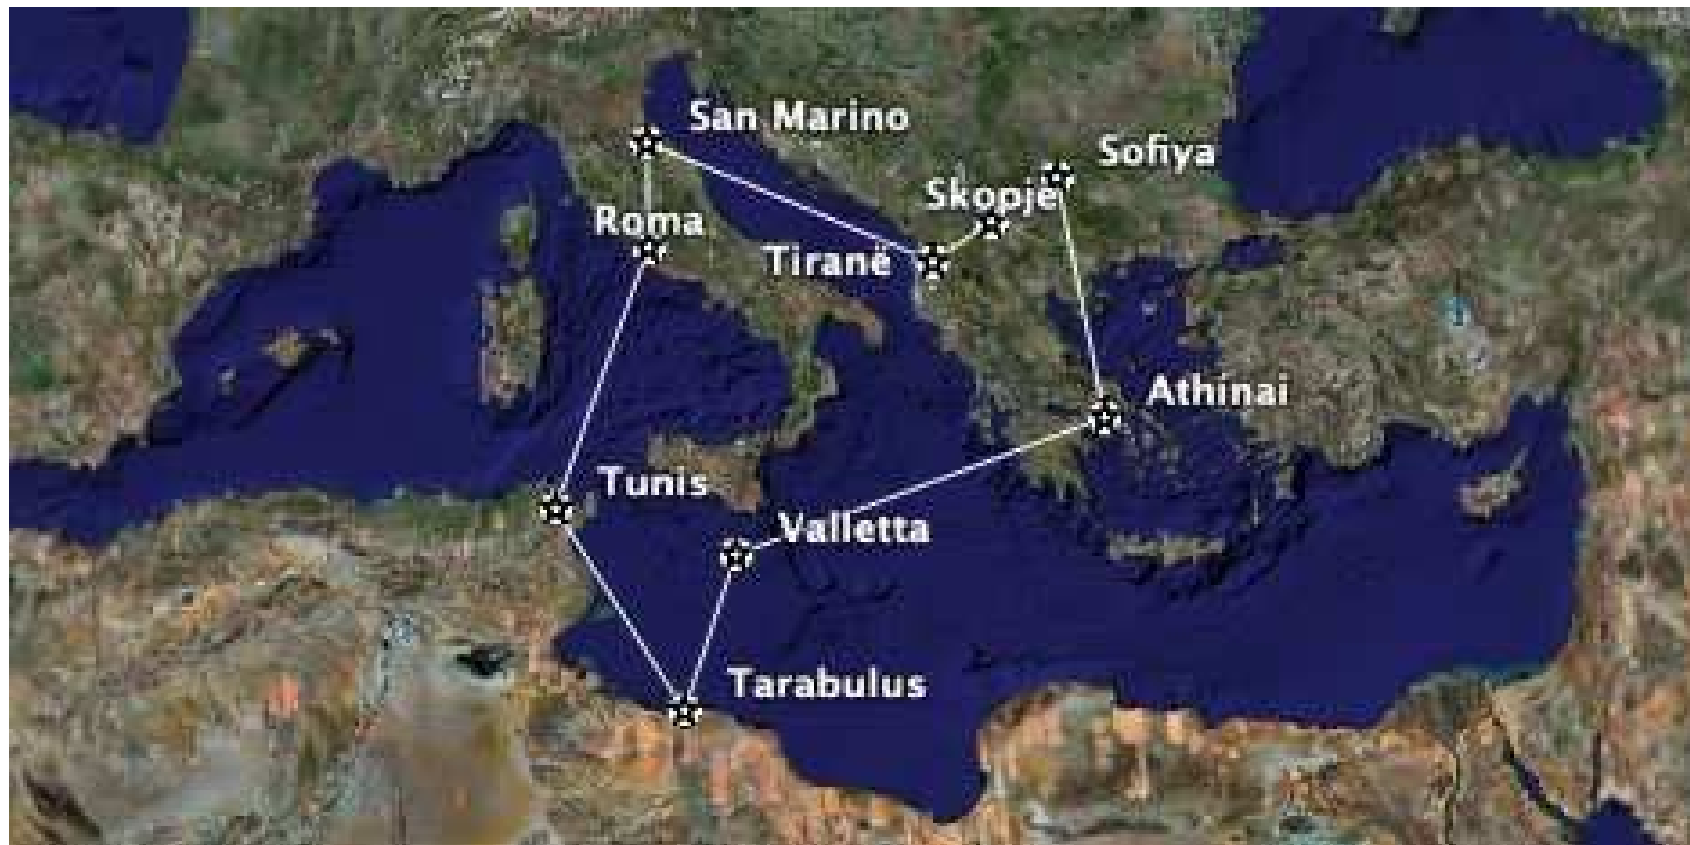 San Marino
Sofiya
Skopje
Roma
Tiranë
Athinai
Tunis
Valletta
Tarabulus